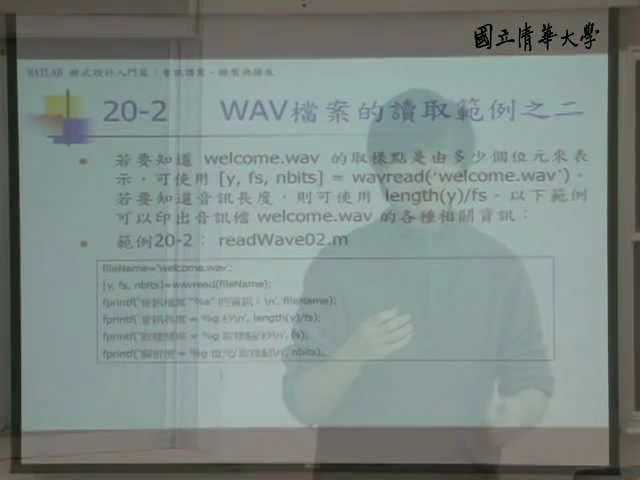 國立清華大學
MATLAB 程式設計入門篇：音訊讀寫、錄製與播放
20-2 WAV檔案的讀取範例之二
若要知道 welcome.wav 的取樣點是由多少個位元來表
示，可使用 [y, fs, nbits] = wavread('welcome.wav')。
若要知道音訊長度，則可使用 length(y)/fs。以下範例
可以印出音訊檔 welcome.wav 的各種相關資訊：
範例20-2： readWave02.m
fileName='welcome.wav';
[y, fs, nbits]=wavread(fileName);
fprintf('音訊檔案 "%s" 的資訊：\n', fileName);
fprintf('音訊長度 = %g 秒\n', length(y)/fs);
fprintf('取樣頻率 = %g 取樣點/秒\n', fs);
fprintf('解析度 = %g 位元/取樣點\n', nbits);